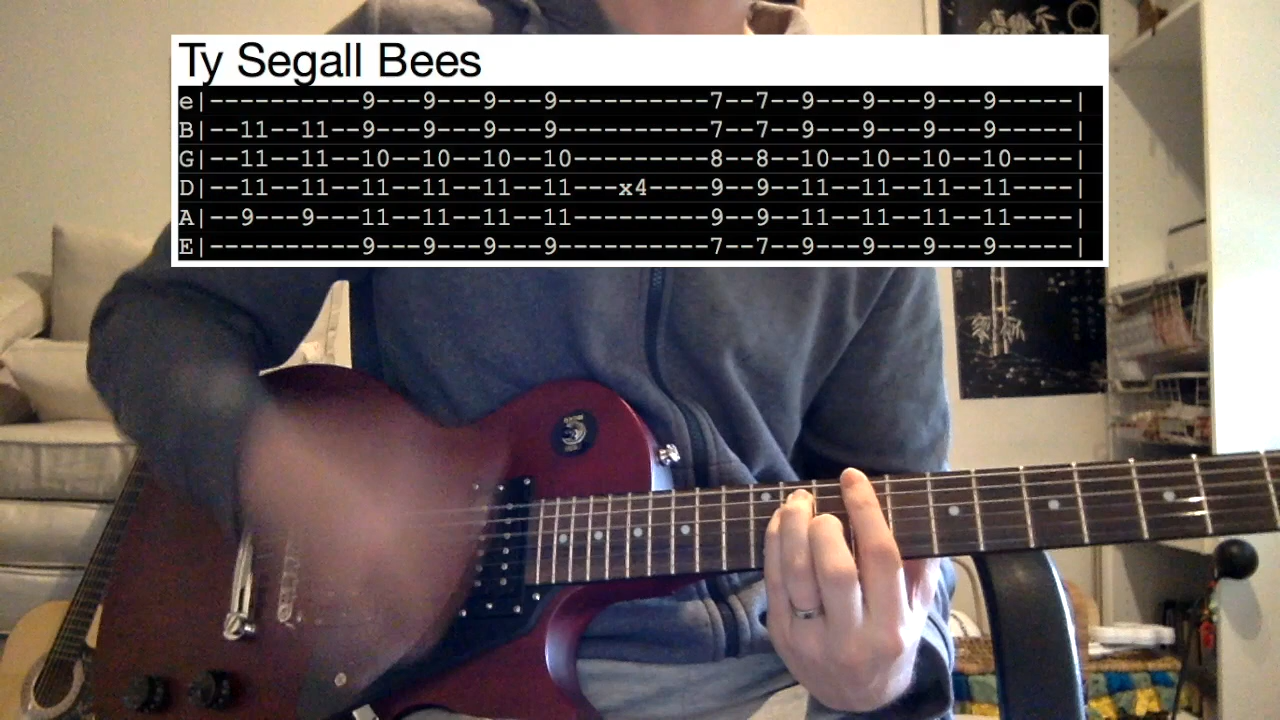 Ty Segall Bees
e|----------9---9---9---9----------7--7--9---9---9---9-----|
B|--11--11--9---9---9---9----------7--7--9---9---9---9-----|
G|--11--11--10--10--10--10---------8--8--10--10--10--10----|
D|--11--11--11--11--11--11---x4----9--9--11--11--11--11----|
A|--9---9---11--11--11--11---------9--9--11--11--11--11----|
E|----------9---9---9---9----------7--7--9---9---9---9-----|